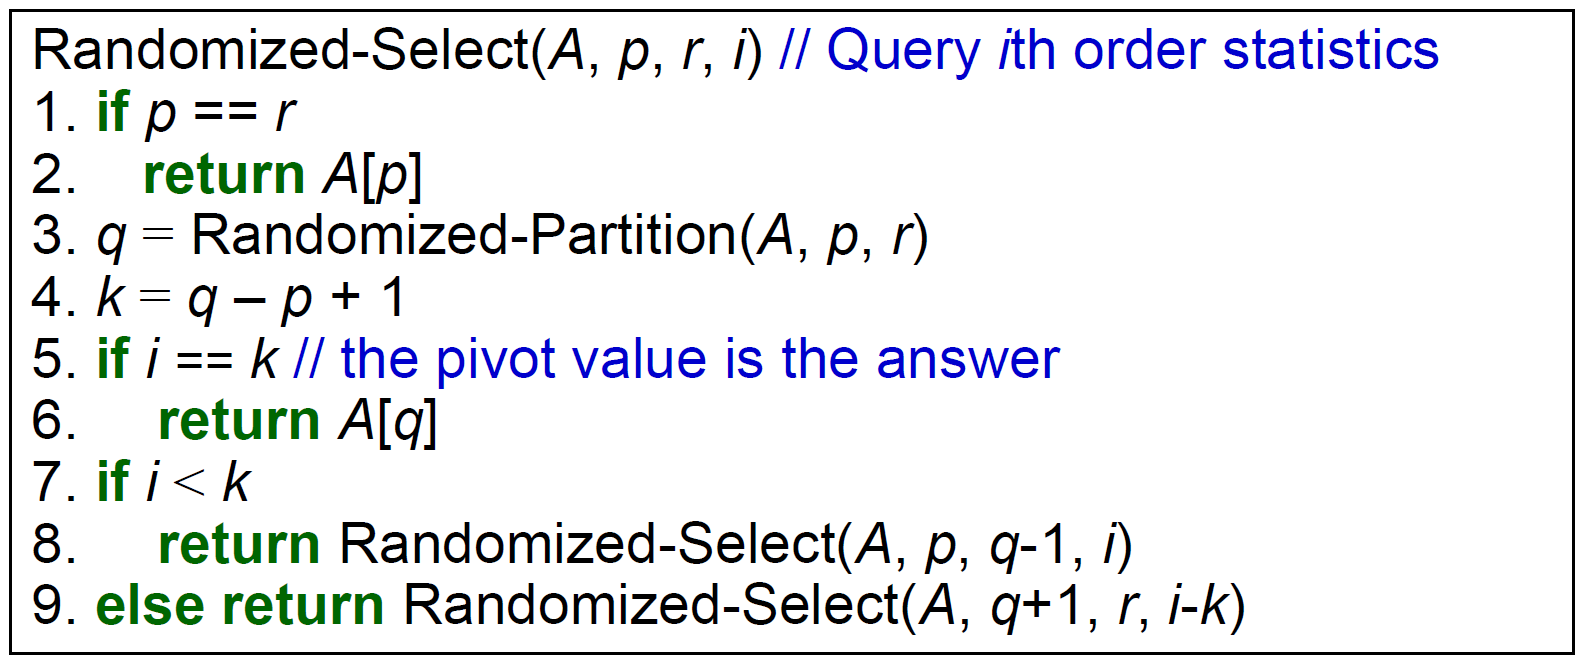 Randomized-Select(A, p, r, i) // Query ith order statistics
1. if p == r
2. return A[p]
3. q = Randomized-Partition(A, p, r)
4. k = q – p + 1
5. if i == k // the pivot value is the answer
6. return A[q]
7. if i < k
8. return Randomized-Select(A, p, q-1, i)
9. else return Randomized-Select(A, q+1, r, i-k)